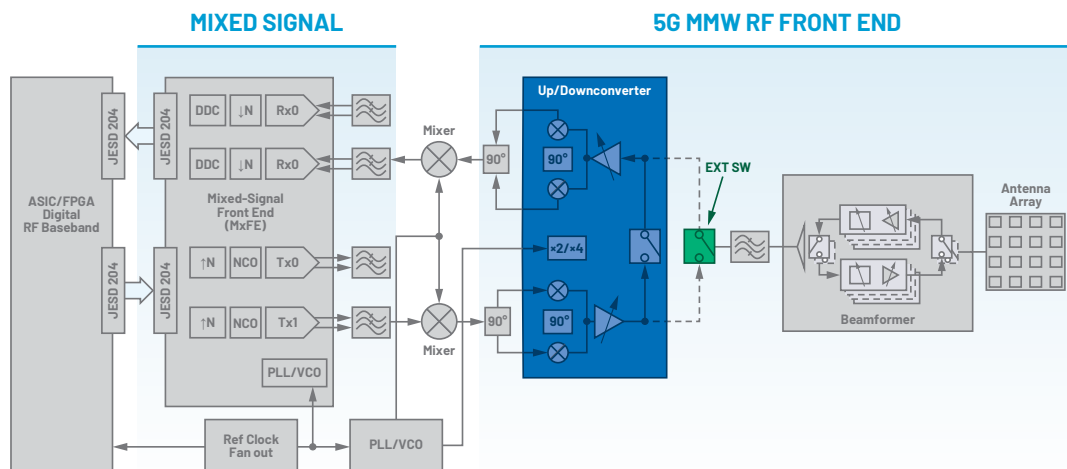 MIXED SIGNAL
5G MMW RF FRONT END
ASIC/FPGA
Digital
RF Baseband
JESD 204
JESD 204
JESD 204
JESD 204
DDC
↓N
Rx0
DDC
↓N
Rx0
Mixed-Signal
Front End
(MxFE)
↑N
NCO
Tx0
↑N
NCO
Tx1
PLL/VCO
Ref Clock
Fan out
PLL/VCO
Mixer
Mixer
90°
90°
Up/Downconverter
90°
×2/×4
90°
EXT SW
Beamformer
Antenna
Array